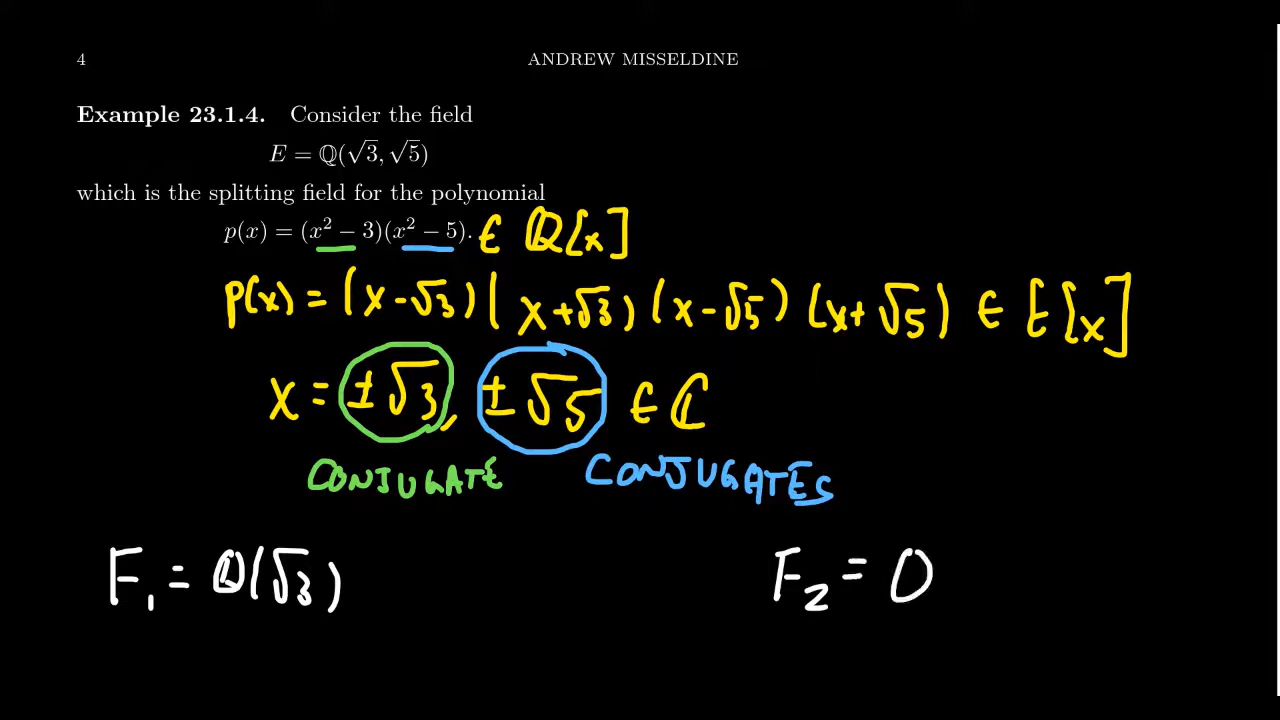 4 ANDREW MISSELDINE
Example 23.1.4. Consider the field
E = ℚ(√3, √5)
which is the splitting field for the polynomial
p(x) = (x² − 3)(x² − 5). ∈ ℚ[x]
p(x) = (x - √3)(x + √3)(x - √5)(x + √5) ∈ E[x]
x = ±√3, ±√5 ∈ ℂ
CONJUGATE CONJUGATES
F₁ = ℚ(√3) F₂ = 0